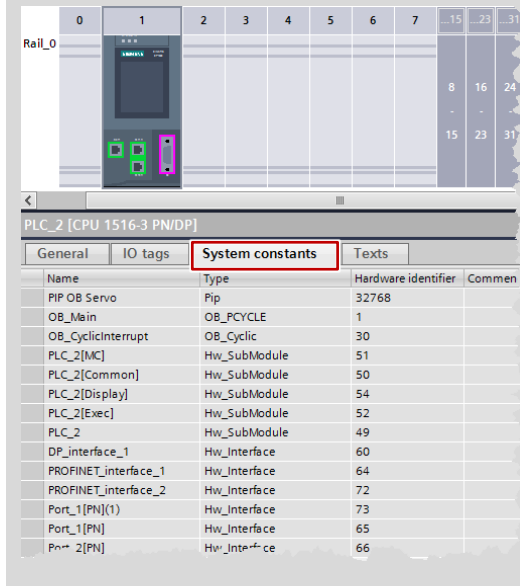 0 1 2 3 4 5 6 7 ...15 ...23 ...31
Rail_0
SIEMENS
8 16 24
- - -
15 23 31
PLC_2 [CPU 1516-3 PN/DP]
General IO tags System constants Texts
Name Type Hardware identifier Commen
PIP OB Servo Pip 32768
OB_Main OB_PCYCLE 1
OB_CyclicInterrupt OB_Cyclic 30
PLC_2[MC] Hw_SubModule 51
PLC_2[Common] Hw_SubModule 50
PLC_2[Display] Hw_SubModule 54
PLC_2[Exec] Hw_SubModule 52
PLC_2 Hw_SubModule 49
DP_interface_1 Hw_Interface 60
PROFINET_interface_1 Hw_Interface 64
PROFINET_interface_2 Hw_Interface 72
Port_1[PN](1) Hw_Interface 73
Port_1[PN] Hw_Interface 65
Port_2[PN] Hw_Interface 66